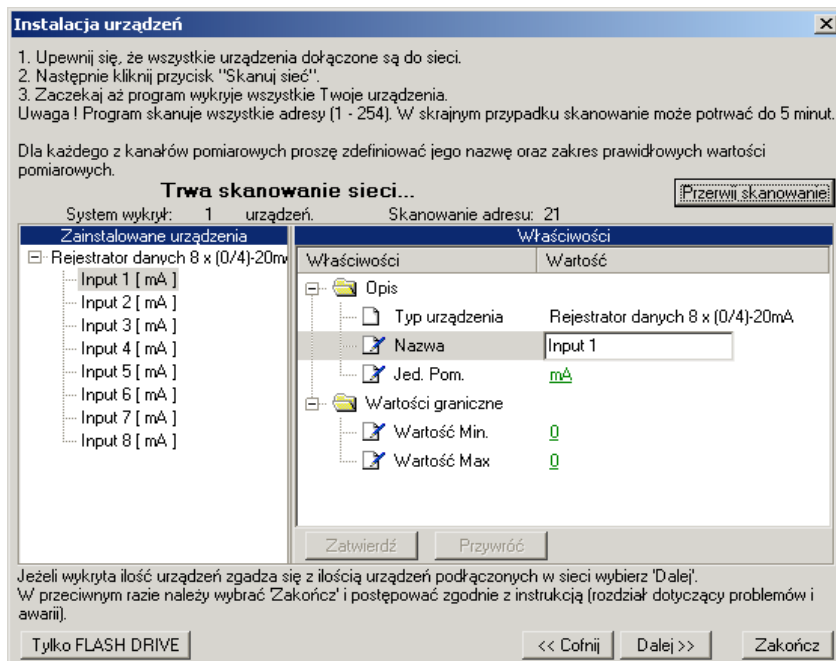 Instalacja urządzeń
1. Upewnij się, że wszystkie urządzenia dołączone są do sieci.
2. Następnie kliknij przycisk "Skanuj sieć".
3. Zaczekaj aż program wykryje wszystkie Twoje urządzenia.
Uwaga ! Program skanuje wszystkie adresy (1 - 254). W skrajnym przypadku skanowanie może potrwać do 5 minut.
Dla każdego z kanałów pomiarowych proszę zdefiniować jego nazwę oraz zakres prawidłowych wartości
pomiarowych.
Trwa skanowanie sieci...
Przerwij skanowanie
System wykrył: 1 urządzeń. Skanowanie adresu: 21
Zainstalowane urządzenia
Rejestrator danych 8 x (0/4)-20m
Input 1 [ mA ]
Input 2 [ mA ]
Input 3 [ mA ]
Input 4 [ mA ]
Input 5 [ mA ]
Input 6 [ mA ]
Input 7 [ mA ]
Input 8 [ mA ]
Właściwości
Właściwości Wartość
Opis
Typ urządzenia Rejestrator danych 8 x (0/4)-20mA
Nazwa Input 1
Jed. Pom. mA
Wartości graniczne
Wartość Min. 0
Wartość Max 0
Zatwierdź Przywróć
Jeżeli wykryta ilość urządzeń zgadza się z ilością urządzeń podłączonych w sieci wybierz 'Dalej'.
W przeciwnym razie należy wybrać 'Zakończ' i postępować zgodnie z instrukcją (rozdział dotyczący problemów i
awarii).
Tylko FLASH DRIVE << Cofnij Dalej >> Zakończ